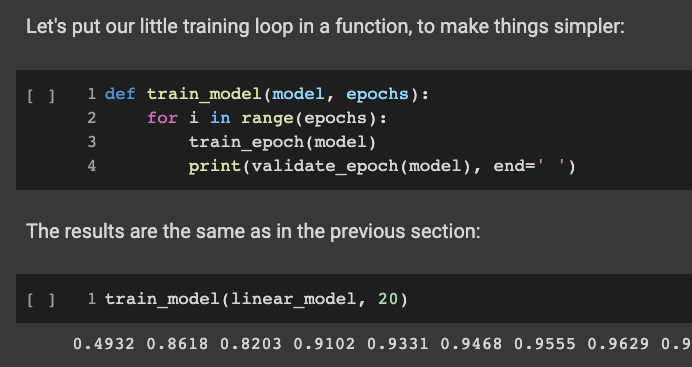 Let's put our little training loop in a function, to make things simpler:
[ ] 1 def train_model(model, epochs):
2     for i in range(epochs):
3         train_epoch(model)
4         print(validate_epoch(model), end=' ')
The results are the same as in the previous section:
[ ] 1 train_model(linear_model, 20)
0.4932 0.8618 0.8203 0.9102 0.9331 0.9468 0.9555 0.9629 0.9